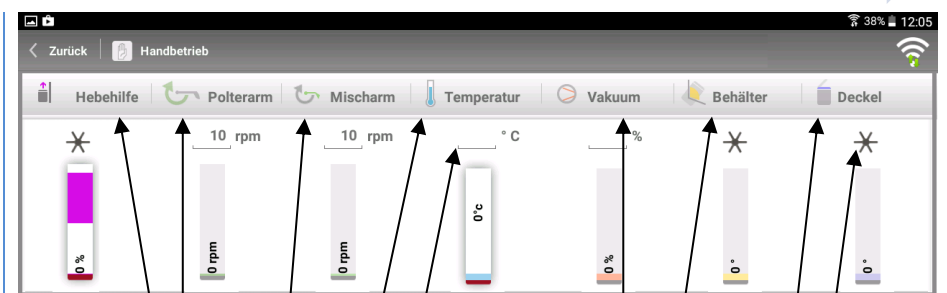 38% 12:05
Zurück Handbetrieb
Hebehilfe Polterarm Mischarm Temperatur Vakuum Behälter Deckel
10 rpm 10 rpm ° C %
0 % 0 rpm 0 rpm 0°c 0 % 0 ° 0 °